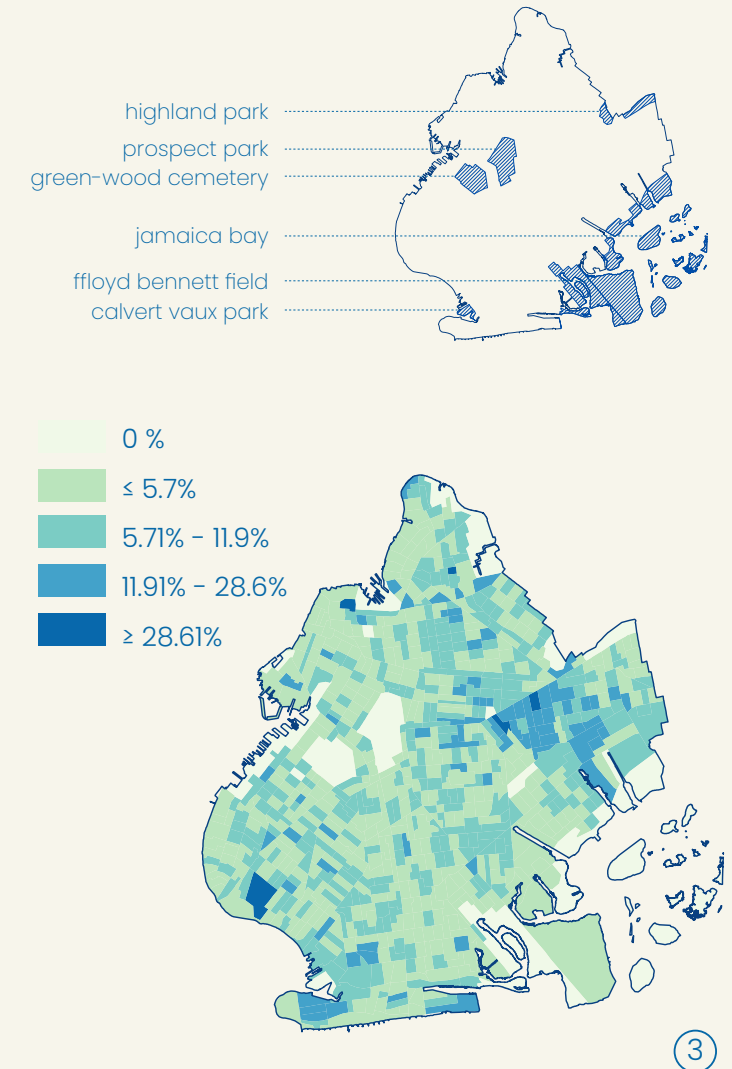 highland park
prospect park
green-wood cemetery
jamaica bay
ffloyd bennett field
calvert vaux park
0 %
≤ 5.7%
5.71% - 11.9%
11.91% - 28.6%
≥ 28.61%
3